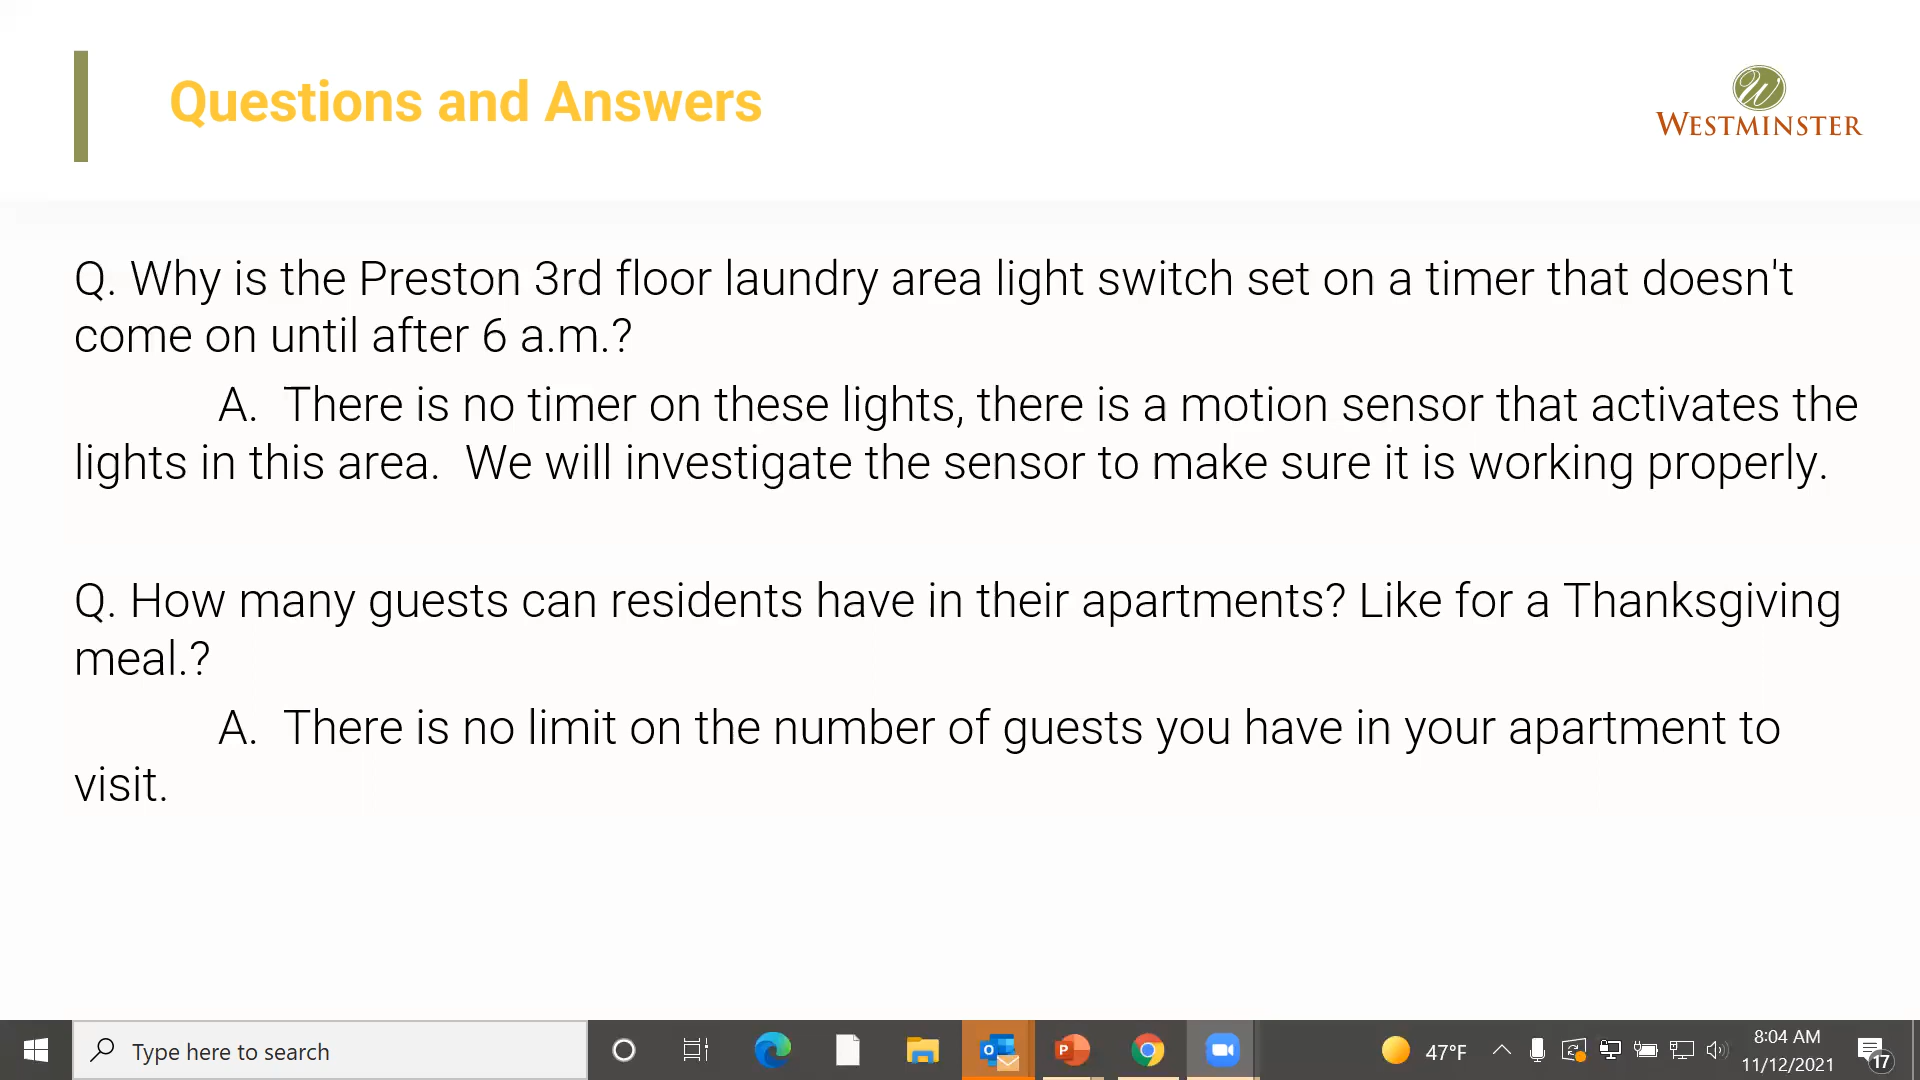 Questions and Answers
WESTMINSTER
Q. Why is the Preston 3rd floor laundry area light switch set on a timer that doesn't
come on until after 6 a.m.?
A.  There is no timer on these lights, there is a motion sensor that activates the
lights in this area.  We will investigate the sensor to make sure it is working properly.
Q. How many guests can residents have in their apartments? Like for a Thanksgiving
meal.?
A.  There is no limit on the number of guests you have in your apartment to
visit.
Type here to search
47°F
8:04 AM
11/12/2021
17